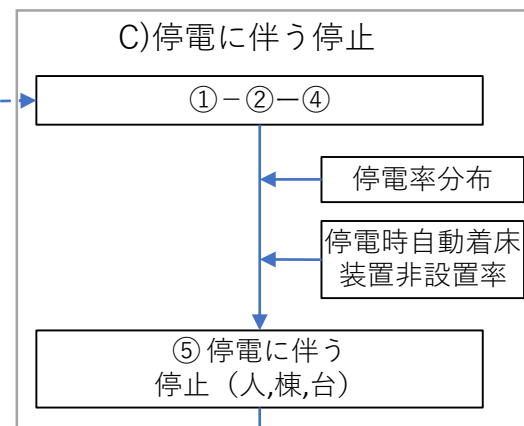 C)停電に伴う停止
①−②ー④
停電率分布
停電時自動着床
装置非設置率
⑤ 停電に伴う
停止（人,棟,台）